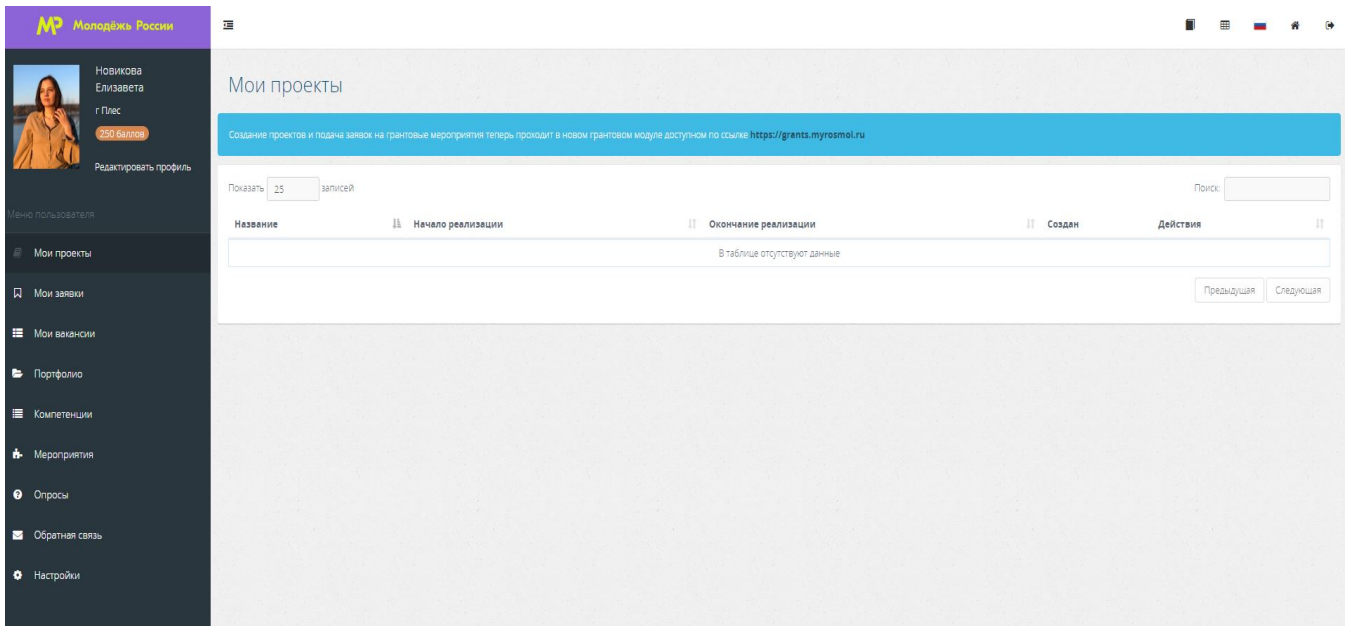 МР Молодёжь России
Новикова
Елизавета
г Плес
250 баллов
Редактировать профиль
Меню пользователя
Мои проекты
Мои заявки
Мои вакансии
Портфолио
Компетенции
Мероприятия
Опросы
Обратная связь
Настройки
Мои проекты
Создание проектов и подача заявок на грантовые мероприятия теперь проходит в новом грантовом модуле доступном по ссылке https://grants.myrosmol.ru
Показать 25 записей Поиск:
Название Начало реализации Окончание реализации Создан Действия
В таблице отсутствуют данные
Предыдущая Следующая